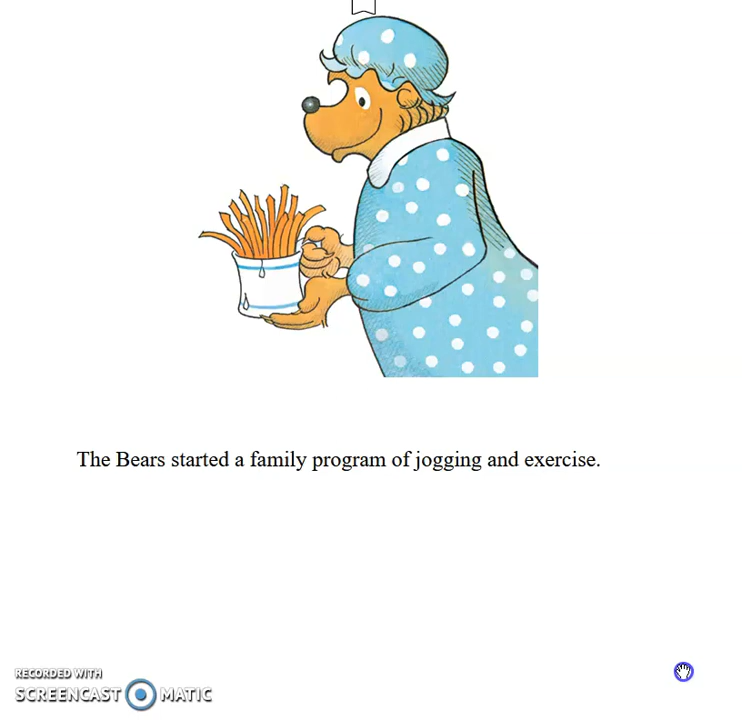 The Bears started a family program of jogging and exercise.
RECORDED WITH
SCREENCAST MATIC